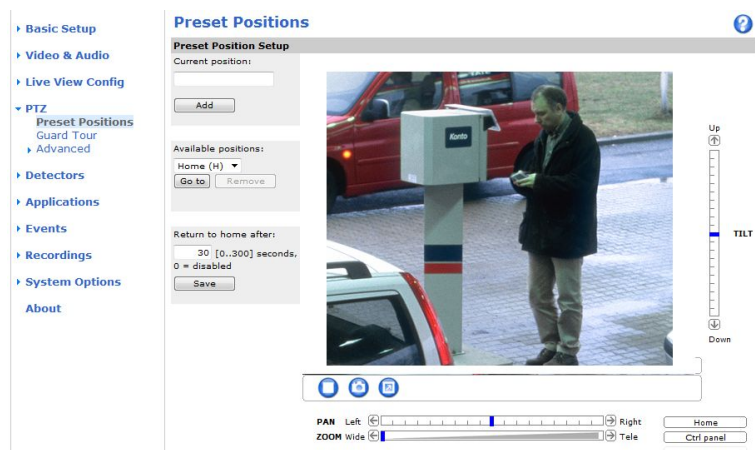 Basic Setup
Video & Audio
Live View Config
PTZ
Preset Positions
Guard Tour
Advanced
Detectors
Applications
Events
Recordings
System Options
About
Preset Positions
?
Preset Position Setup
Current position:
Add
Available positions:
Home (H)
Go to Remove
Return to home after:
30 [0..300] seconds,
0 = disabled
Save
Konto
Up
TILT
Down
PAN Left Right Home
ZOOM Wide Tele Ctrl panel